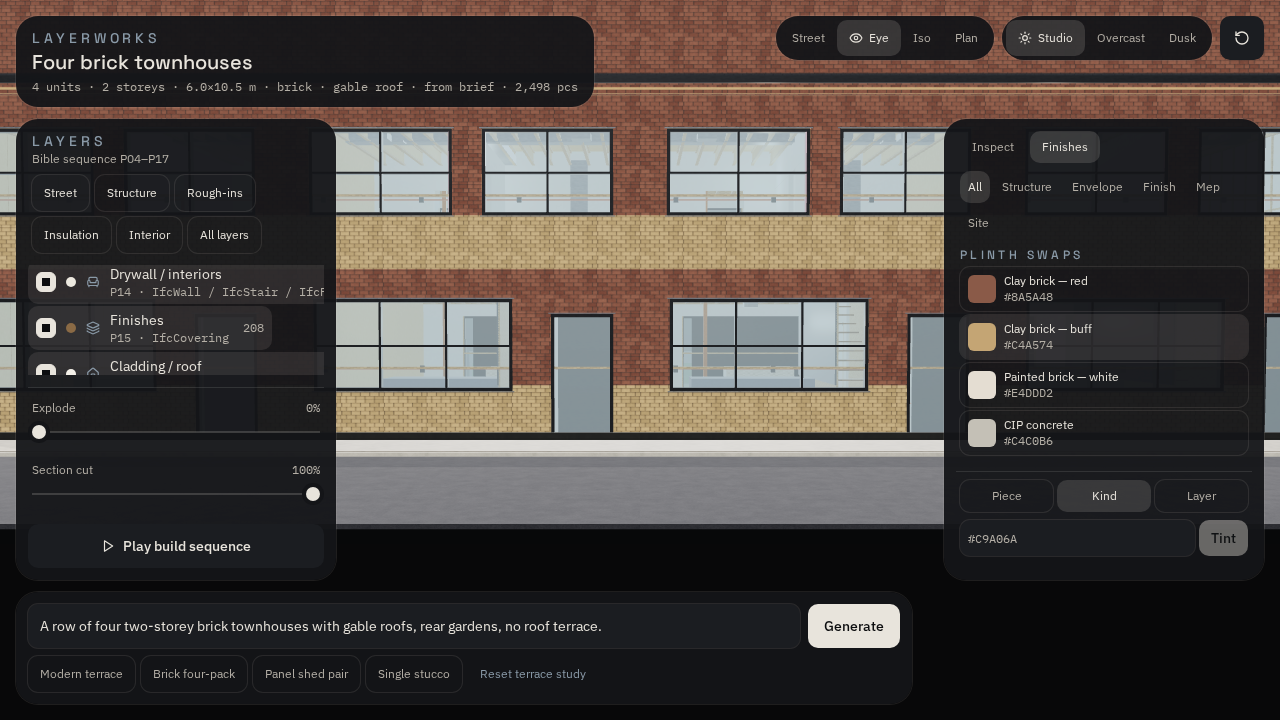 LAYERWORKS
Four brick townhouses
4 units · 2 storeys · 6.0×10.5 m · brick · gable roof · from brief · 2,498 pcs
Street Eye Iso Plan
Studio Overcast Dusk
LAYERS
Bible sequence P04–P17
Street Structure Rough-ins
Insulation Interior All layers
Drywall / interiors
P14 · IfcWall / IfcStair / IfcF
Finishes
P15 · IfcCovering
208
Cladding / roof
Explode 0%
Section cut 100%
Play build sequence
Inspect Finishes
All Structure Envelope Finish Mep
Site
PLINTH SWAPS
Clay brick — red
#8A5A48
Clay brick — buff
#C4A574
Painted brick — white
#E4DDD2
CIP concrete
#C4C0B6
Piece Kind Layer
#C9A06A Tint
A row of four two-storey brick townhouses with gable roofs, rear gardens, no roof terrace.
Generate
Modern terrace Brick four-pack Panel shed pair Single stucco Reset terrace study